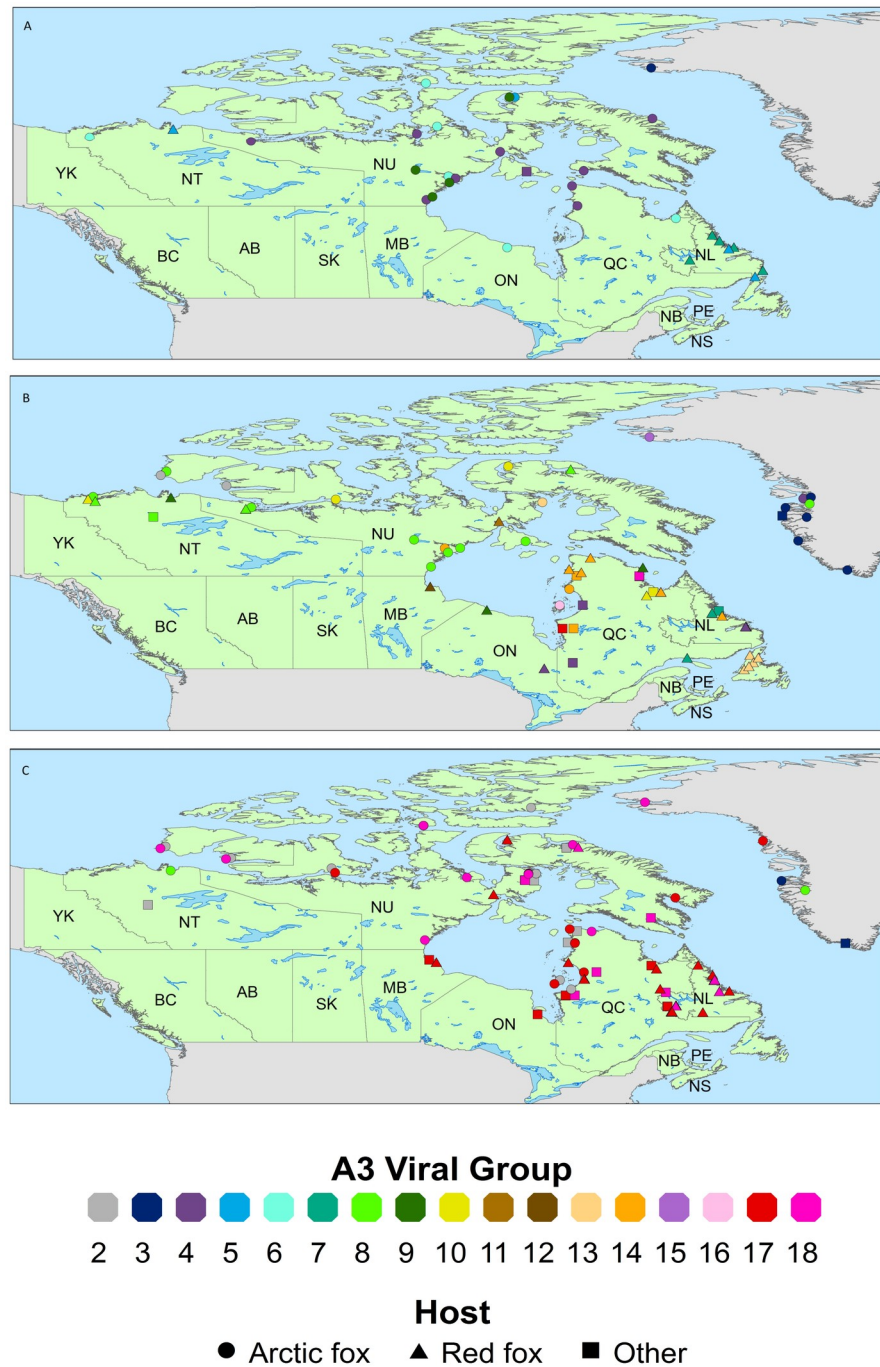 A
YK
NT
NU
BC
AB
SK
MB
ON
QC
NL
NB
PE
NS
B
YK
NT
NU
BC
AB
SK
MB
ON
QC
NL
NB
PE
NS
C
YK
NT
NU
BC
AB
SK
MB
ON
QC
NL
NB
PE
NS
A3 Viral Group
2 3 4 5 6 7 8 9 10 11 12 13 14 15 16 17 18
Host
Arctic fox Red fox Other